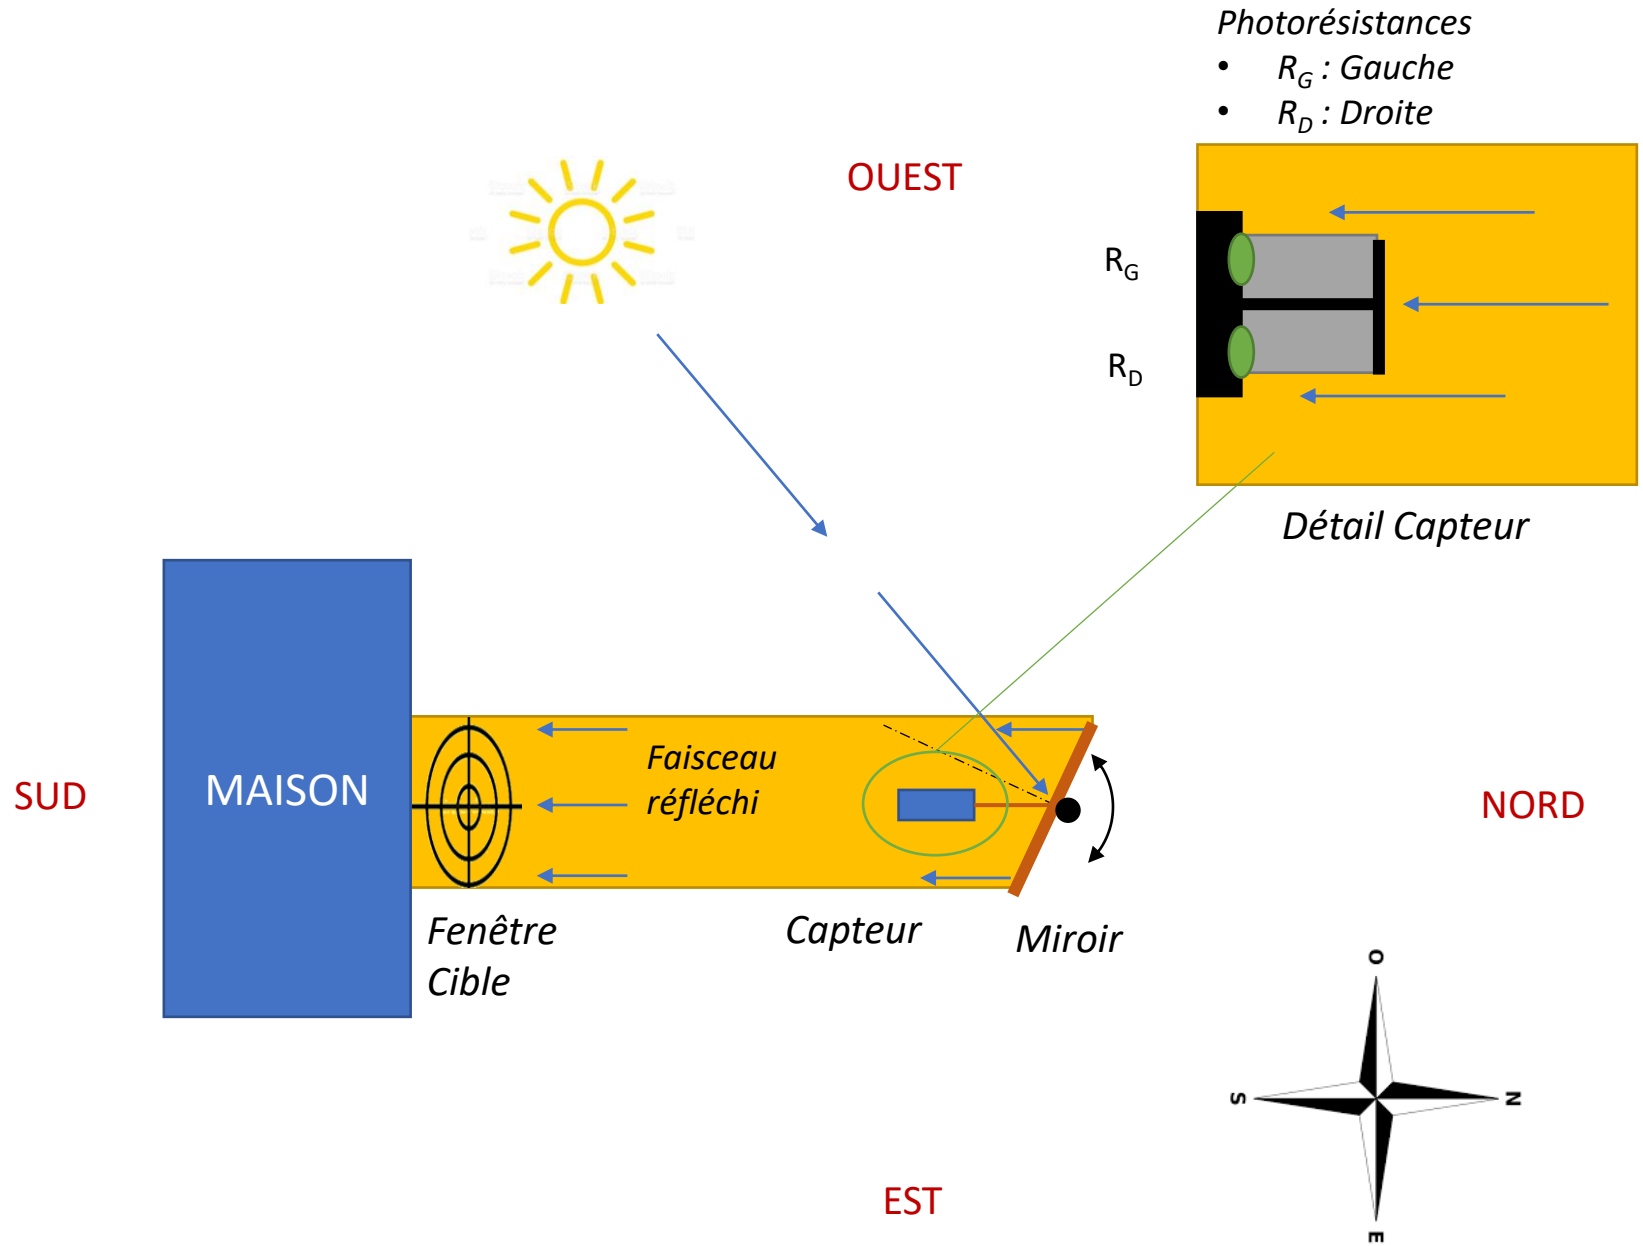 Photorésistances
• R_G : Gauche
• R_D : Droite
OUEST
R_G
R_D
Détail Capteur
MAISON
Faisceau
réfléchi
SUD
NORD
Fenêtre
Cible
Capteur
Miroir
O
S
N
E
EST